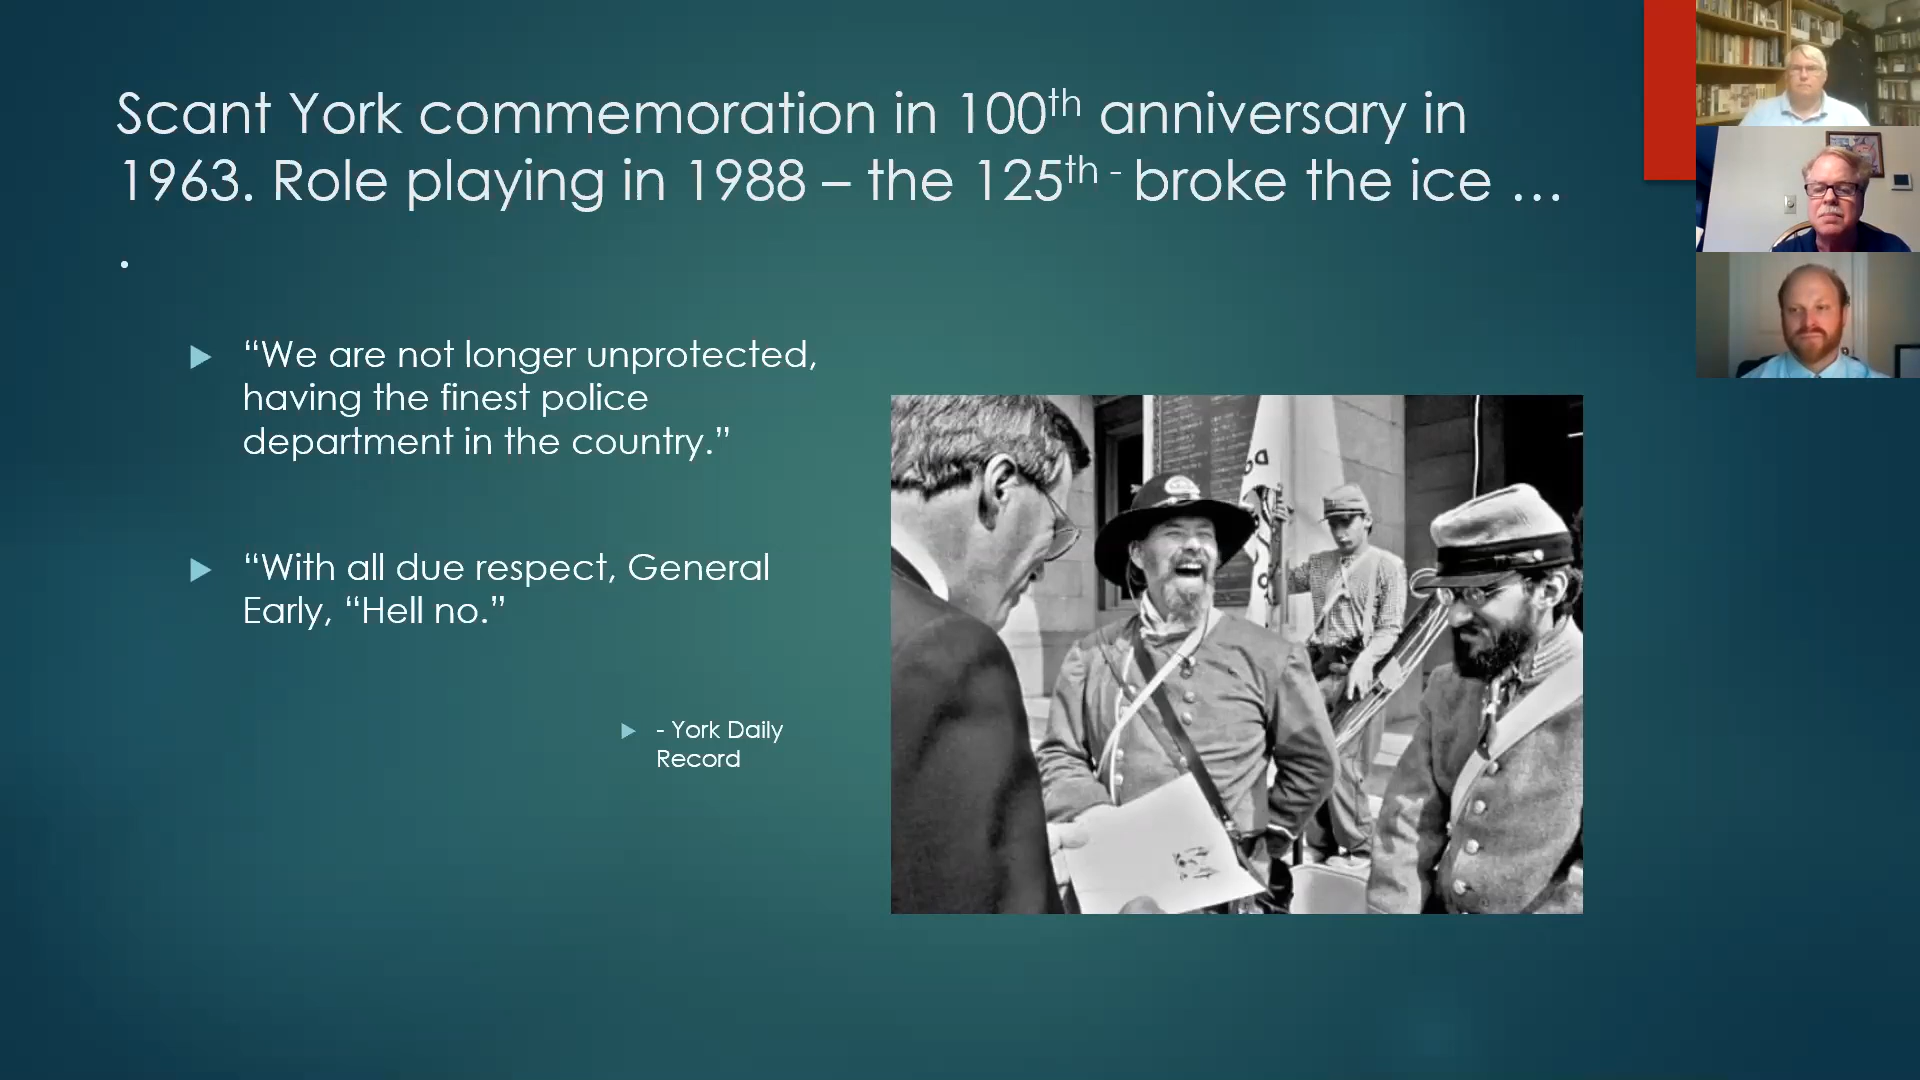 Scant York commemoration in 100th anniversary in
1963. Role playing in 1988 – the 125th - broke the ice …
.
“We are not longer unprotected,
having the finest police
department in the country.”
“With all due respect, General
Early, “Hell no.”
- York Daily
Record